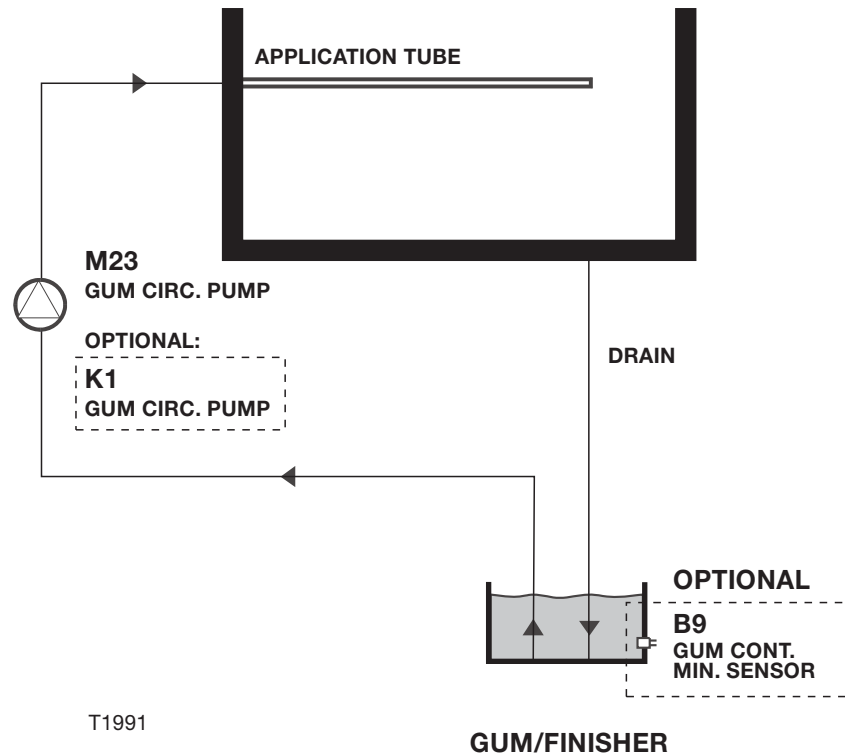 APPLICATION TUBE
M23
GUM CIRC. PUMP
OPTIONAL:
K1
GUM CIRC. PUMP
DRAIN
OPTIONAL
B9
GUM CONT.
MIN. SENSOR
T1991
GUM/FINISHER